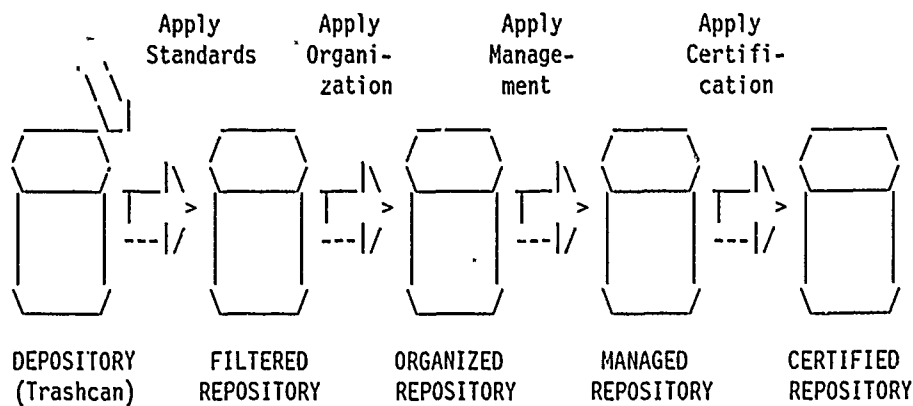 Apply Apply Apply Apply
Standards Organi- Manage- Certifi-
zation ment cation
DEPOSITORY FILTERED ORGANIZED MANAGED CERTIFIED
(Trashcan) REPOSITORY REPOSITORY REPOSITORY REPOSITORY